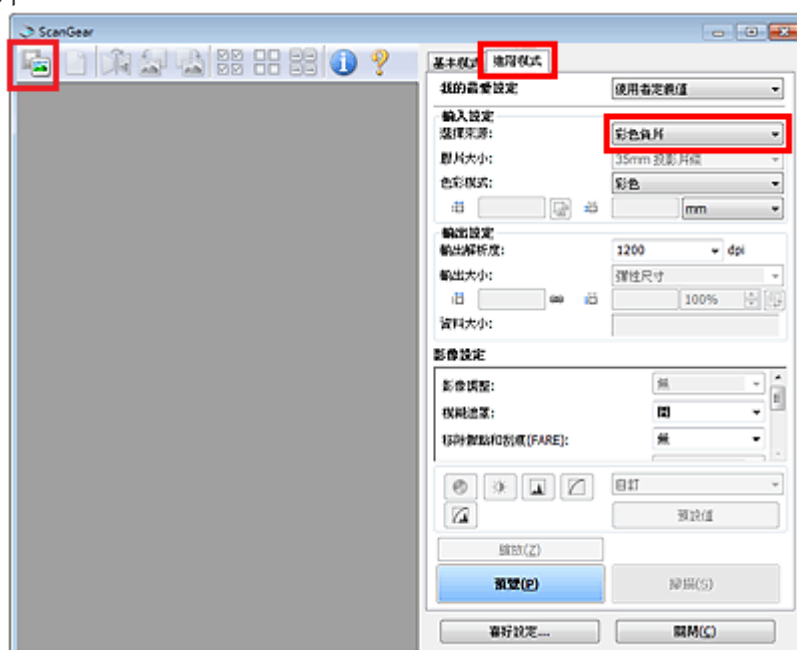 ScanGear
基本模式 進階模式
我的最愛設定 使用者定義值
輸入設定
選擇來源: 彩色負片
膠片大小: 35mm 投影片檔
色彩模式: 彩色
mm
輸出設定
輸出解析度: 1200 dpi
輸出大小: 彈性尺寸
100%
資料大小:
影像設定
影像調整: 無
模糊遮罩: 開
移除微點和刮痕(FARE): 無
自訂
預設值
縮放(Z)
預覽(P) 掃描(S)
喜好設定... 關閉(C)